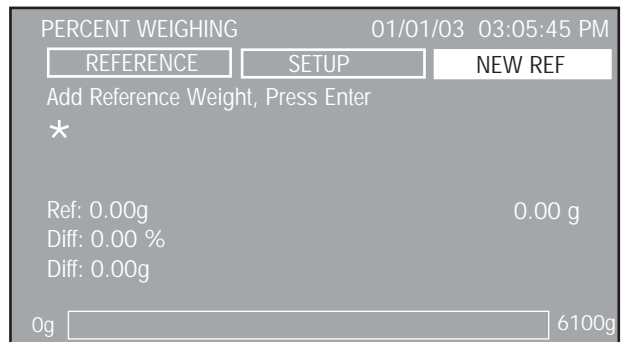 PERCENT WEIGHING 01/01/03 03:05:45 PM
REFERENCE SETUP NEW REF
Add Reference Weight, Press Enter
*
Ref: 0.00g 0.00 g
Diff: 0.00 %
Diff: 0.00g
0g 6100g